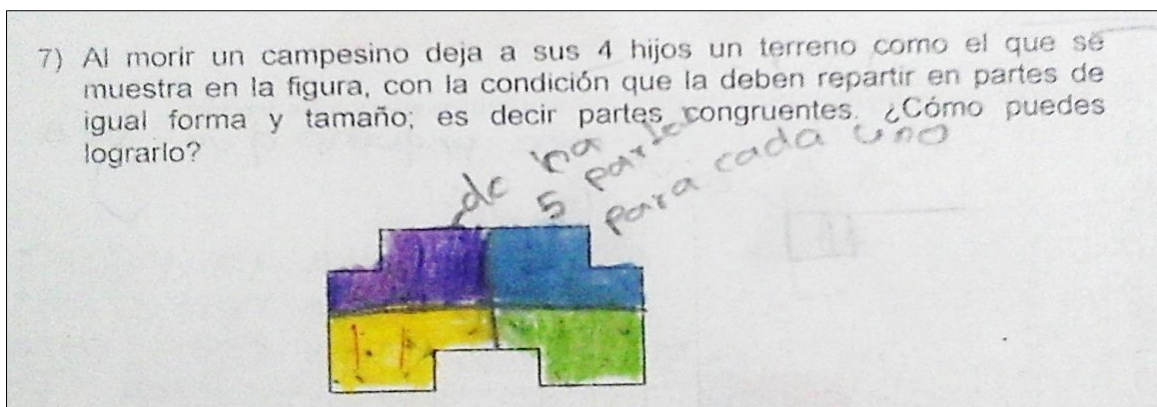 7) Al morir un campesino deja a sus 4 hijos un terreno como el que se
muestra en la figura, con la condición que la deben repartir en partes de
igual forma y tamaño; es decir partes congruentes. ¿Cómo puedes
lograrlo?
de ha
5 partes
para cada uno